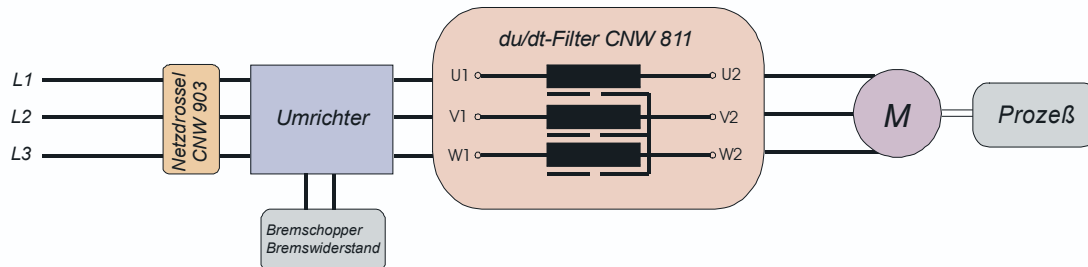 du/dt-Filter CNW 811
L1
L2
L3
Netzdrossel
CNW 903
Umrichter
U1
V1
W1
U2
V2
W2
M
Prozeß
Bremschopper
Bremswiderstand